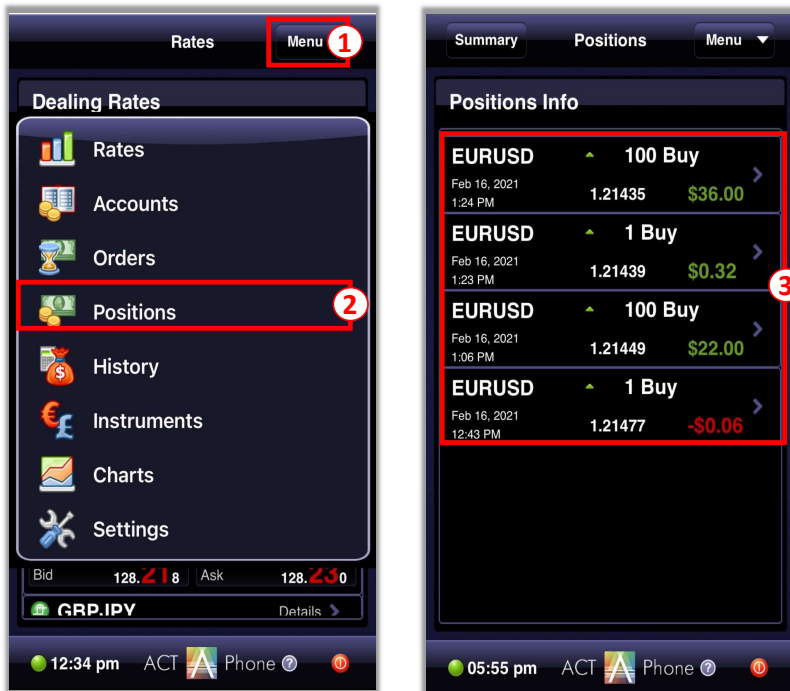 Rates
Menu
1
Dealing Rates
Rates
Accounts
Orders
Positions
2
History
Instruments
Charts
Settings
Bid 128.218 Ask 128.230
GBP.JPY Details
12:34 pm ACT Phone ?
Summary Positions Menu
Positions Info
EURUSD 100 Buy
Feb 16, 2021
1:24 PM 1.21435 $36.00
EURUSD 1 Buy
Feb 16, 2021
1:23 PM 1.21439 $0.32
3
EURUSD 100 Buy
Feb 16, 2021
1:06 PM 1.21449 $22.00
EURUSD 1 Buy
Feb 16, 2021
12:43 PM 1.21477 -$0.06
05:55 pm ACT Phone ?